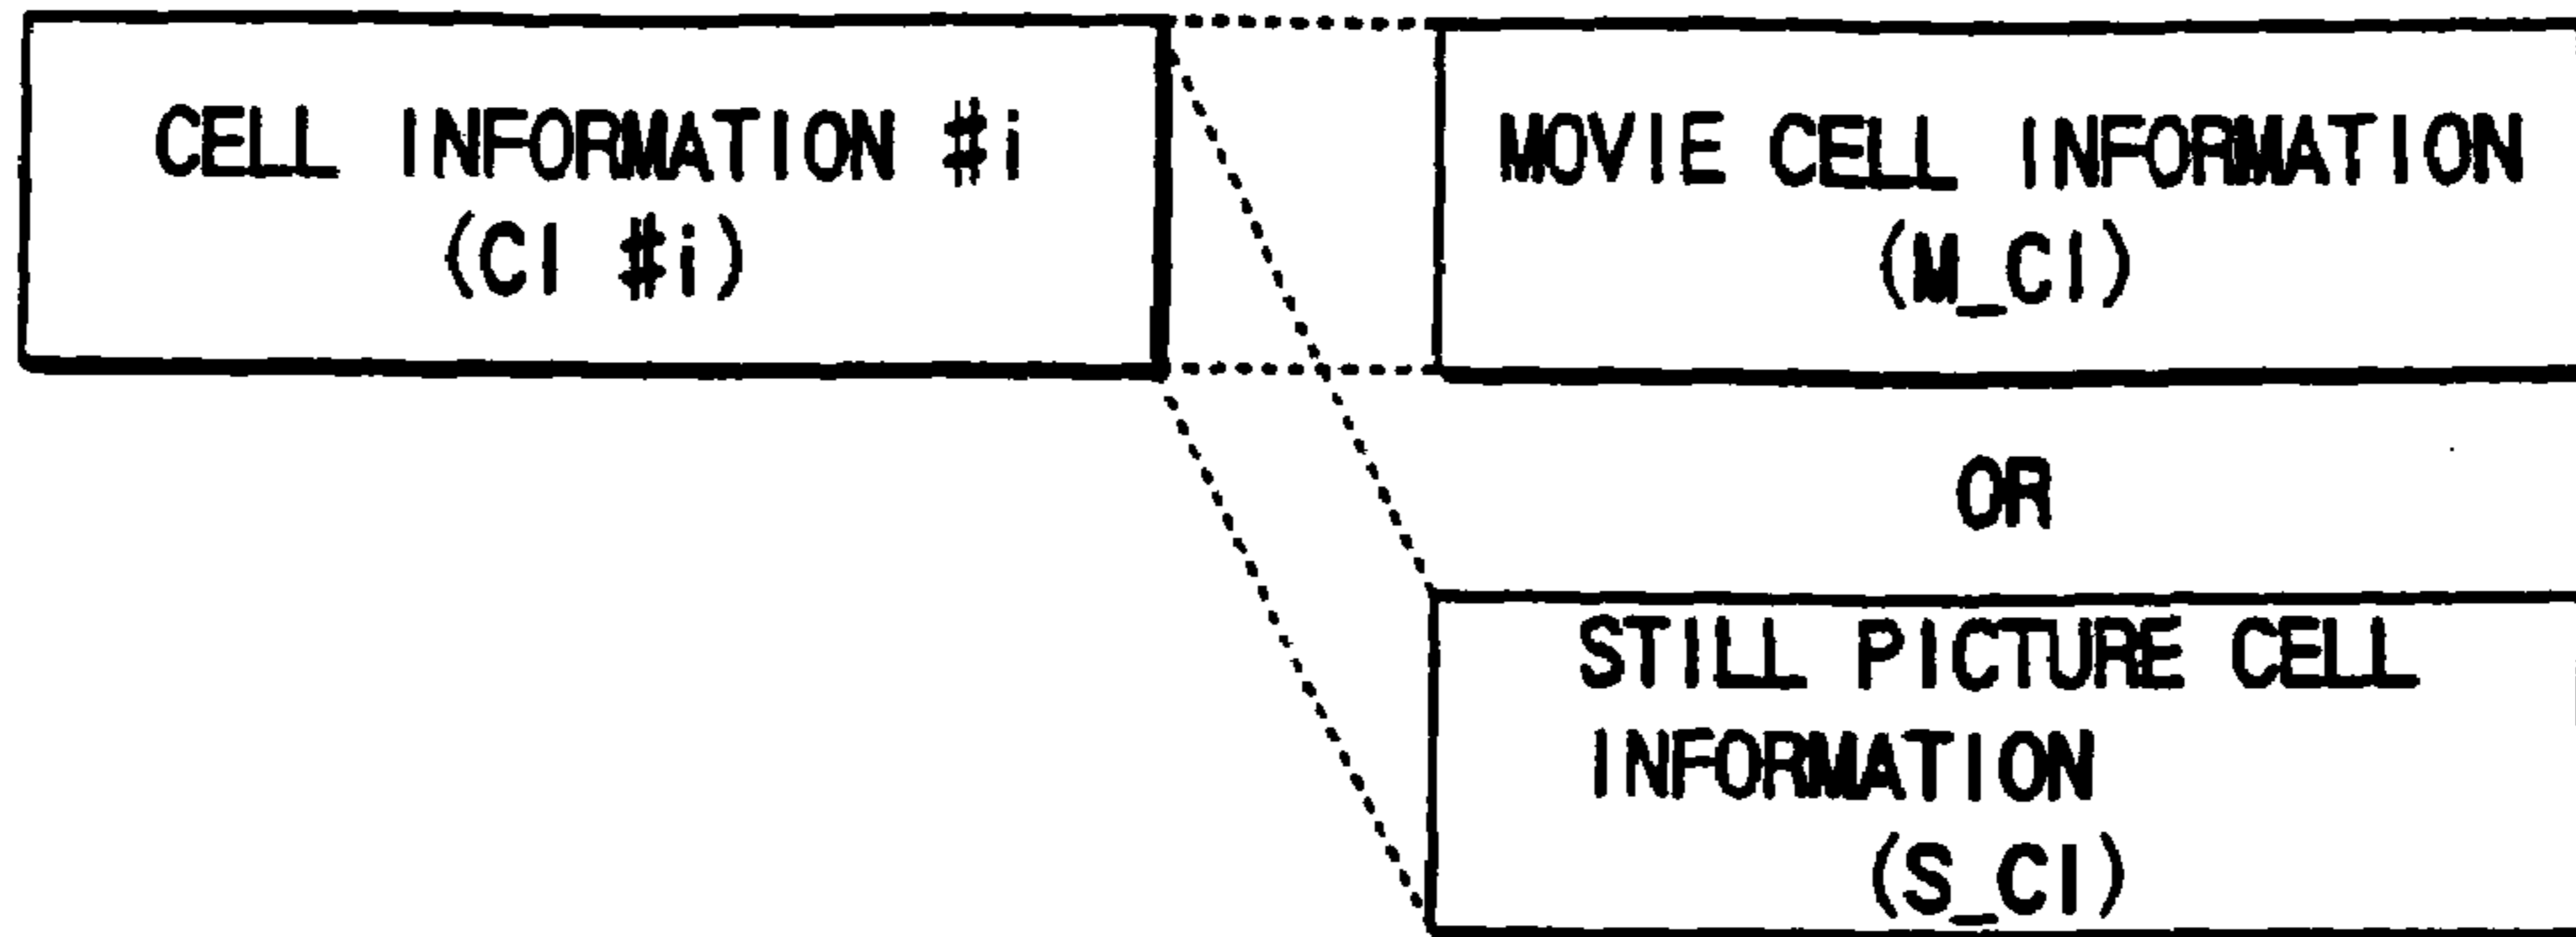 CELL INFORMATION #i
(CI #i)
MOVIE CELL INFORMATION
(M_CI)
OR
STILL PICTURE CELL
INFORMATION
(S_CI)